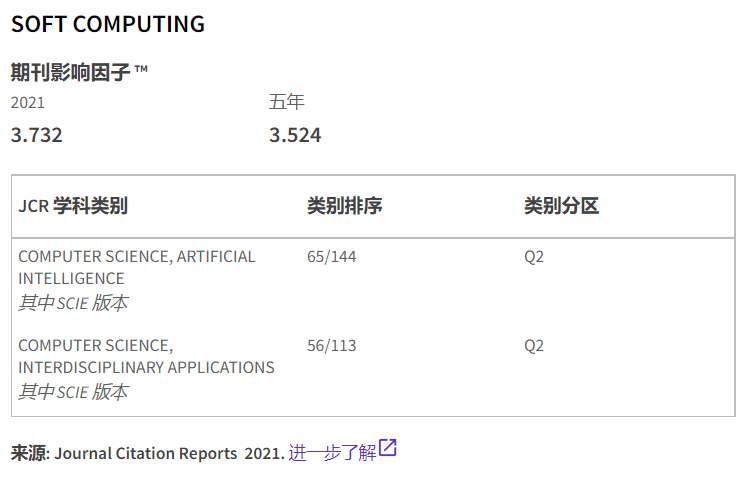 SOFT COMPUTING
期刊影响因子 ™
2021 五年
3.732 3.524
JCR 学科类别 类别排序 类别分区
COMPUTER SCIENCE, ARTIFICIAL 65/144 Q2
INTELLIGENCE
其中 SCIE 版本
COMPUTER SCIENCE, 56/113 Q2
INTERDISCIPLINARY APPLICATIONS
其中 SCIE 版本
来源: Journal Citation Reports 2021. 进一步了解